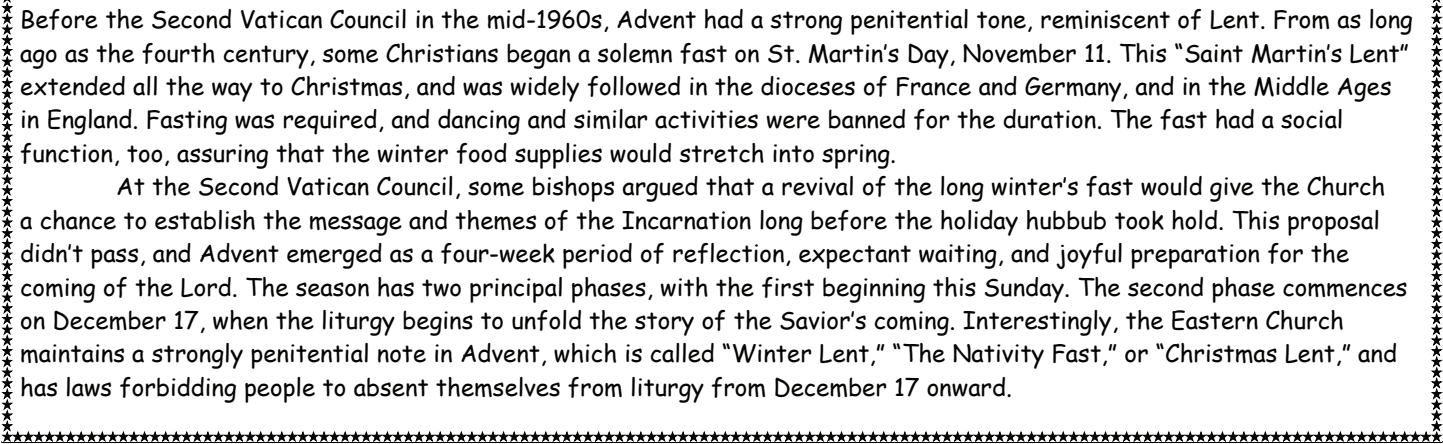 Before the Second Vatican Council in the mid-1960s, Advent had a strong penitential tone, reminiscent of Lent. From as long
ago as the fourth century, some Christians began a solemn fast on St. Martin’s Day, November 11. This “Saint Martin’s Lent”
extended all the way to Christmas, and was widely followed in the dioceses of France and Germany, and in the Middle Ages
in England. Fasting was required, and dancing and similar activities were banned for the duration. The fast had a social
function, too, assuring that the winter food supplies would stretch into spring.
At the Second Vatican Council, some bishops argued that a revival of the long winter’s fast would give the Church
a chance to establish the message and themes of the Incarnation long before the holiday hubbub took hold. This proposal
didn’t pass, and Advent emerged as a four-week period of reflection, expectant waiting, and joyful preparation for the
coming of the Lord. The season has two principal phases, with the first beginning this Sunday. The second phase commences
on December 17, when the liturgy begins to unfold the story of the Savior’s coming. Interestingly, the Eastern Church
maintains a strongly penitential note in Advent, which is called “Winter Lent,” “The Nativity Fast,” or “Christmas Lent,” and
has laws forbidding people to absent themselves from liturgy from December 17 onward.